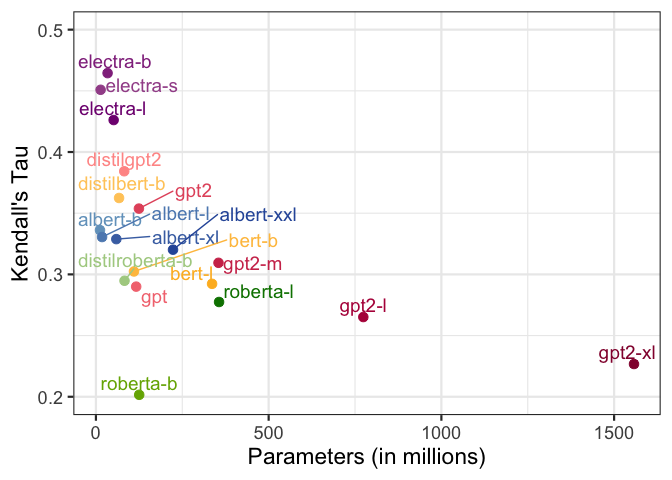 0.5
electra-b
electra-s
electra-l
0.4
distilgpt2
distilbert-b
gpt2
albert-b
albert-l
albert-xxl
albert-xl
bert-b
0.3
distilroberta-b
gpt2-m
bert-l
gpt
roberta-l
gpt2-l
gpt2-xl
roberta-b
0.2
Kendall's Tau
0
500
1000
1500
Parameters (in millions)